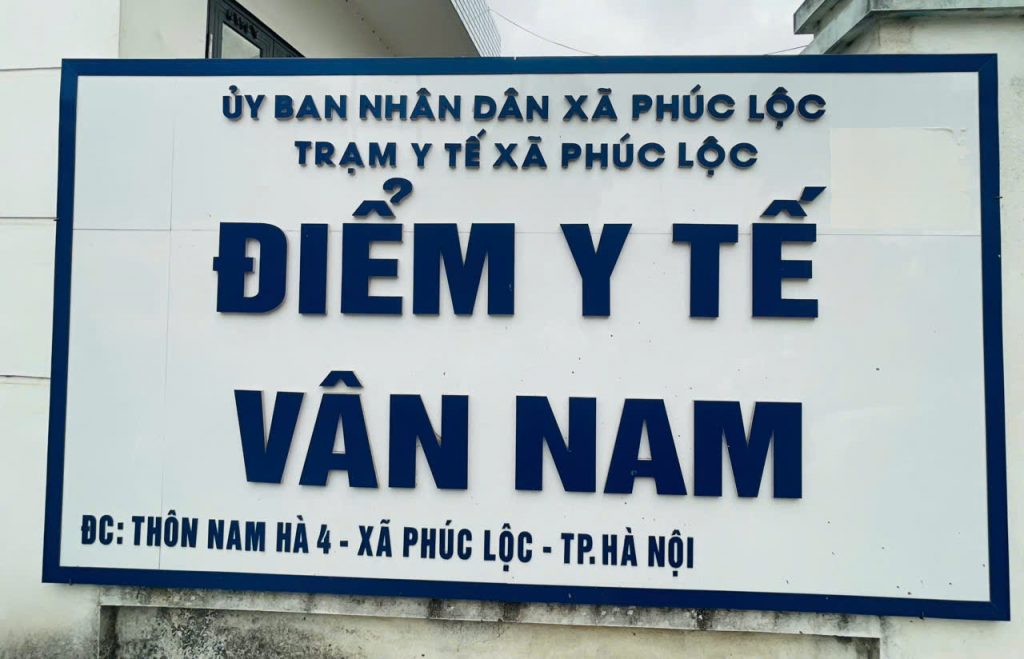 ỦY BAN NHÂN DÂN XÃ PHÚC LỘC
TRẠM Y TẾ XÃ PHÚC LỘC
ĐIỂM Y TẾ
VÂN NAM
ĐC: THÔN NAM HÀ 4 - XÃ PHÚC LỘC - TP. HÀ NỘI